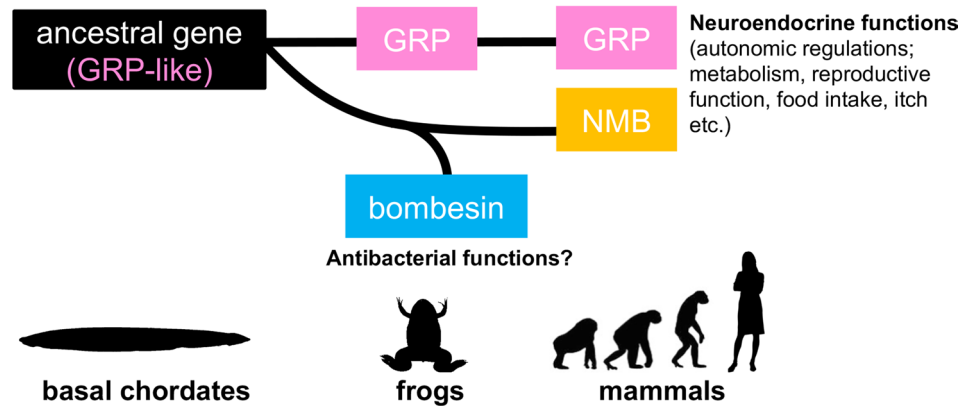 ancestral gene
(GRP-like)
GRP
GRP
Neuroendocrine functions
(autonomic regulations;
metabolism, reproductive
function, food intake, itch
etc.)
NMB
bombesin
Antibacterial functions?
basal chordates
frogs
mammals